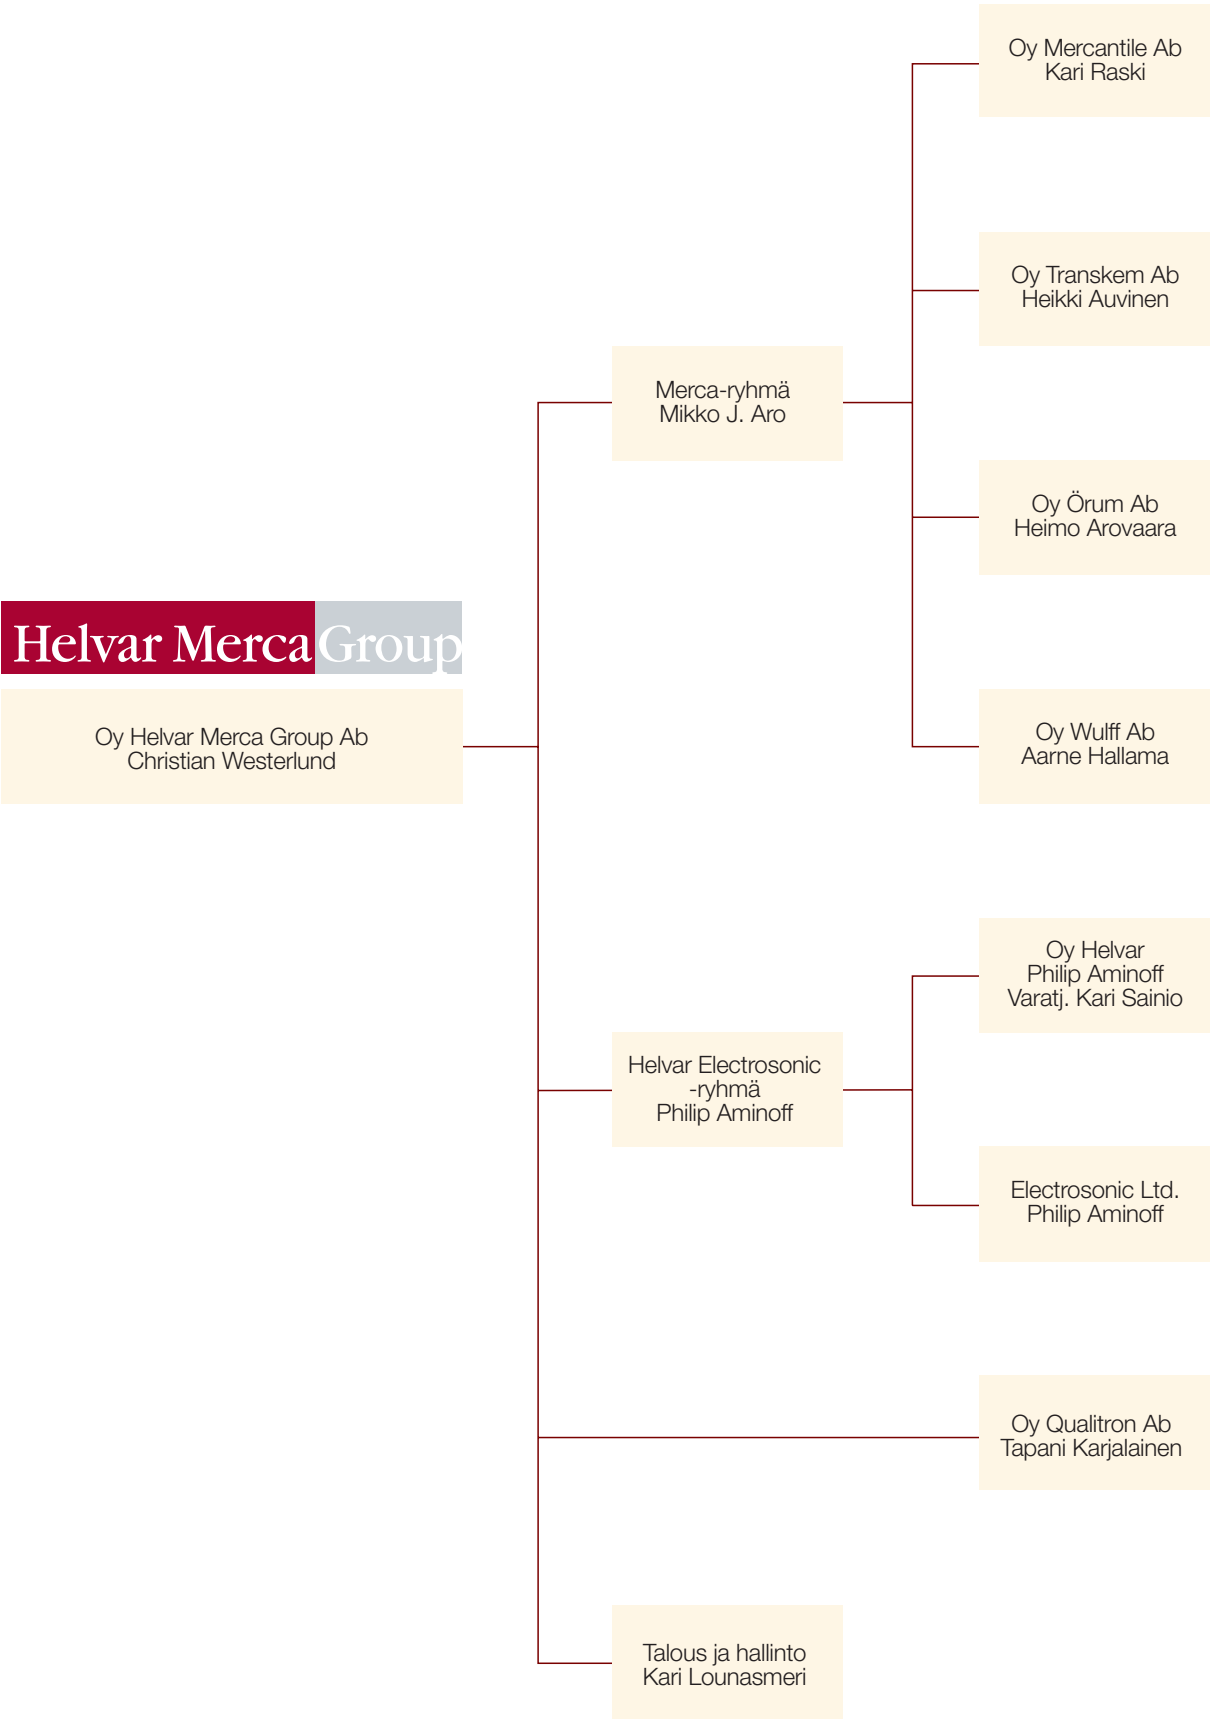 Helvar Merca Group
Oy Helvar Merca Group Ab
Christian Westerlund
Merca-ryhmä
Mikko J. Aro
Oy Mercantile Ab
Kari Raski
Oy Transkem Ab
Heikki Auvinen
Oy Örum Ab
Heimo Arovaara
Oy Wulff Ab
Aarne Hallama
Helvar Electrosonic
-ryhmä
Philip Aminoff
Oy Helvar
Philip Aminoff
Varatj. Kari Sainio
Electrosonic Ltd.
Philip Aminoff
Oy Qualitron Ab
Tapani Karjalainen
Talous ja hallinto
Kari Lounasmeri